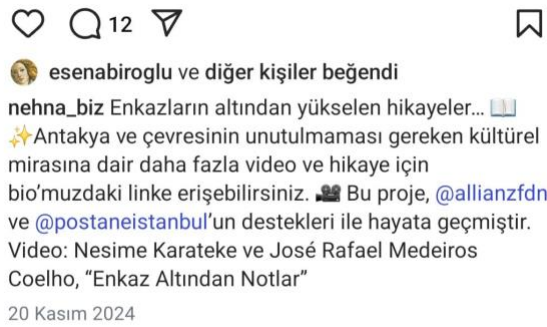 12
esenabiroglu ve diğer kişiler beğendi
nehna_biz Enkazların altından yükselen hikayeler... 📖
✨Antakya ve çevresinin unutulmaması gereken kültürel
mirasına dair daha fazla video ve hikaye için
bio'muzdaki linke erişebilirsiniz. 🎥 Bu proje, @allianzfdn
ve @postaneistanbul'un destekleri ile hayata geçmiştir.
Video: Nesime Karateke ve José Rafael Medeiros
Coelho, “Enkaz Altından Notlar”
20 Kasım 2024